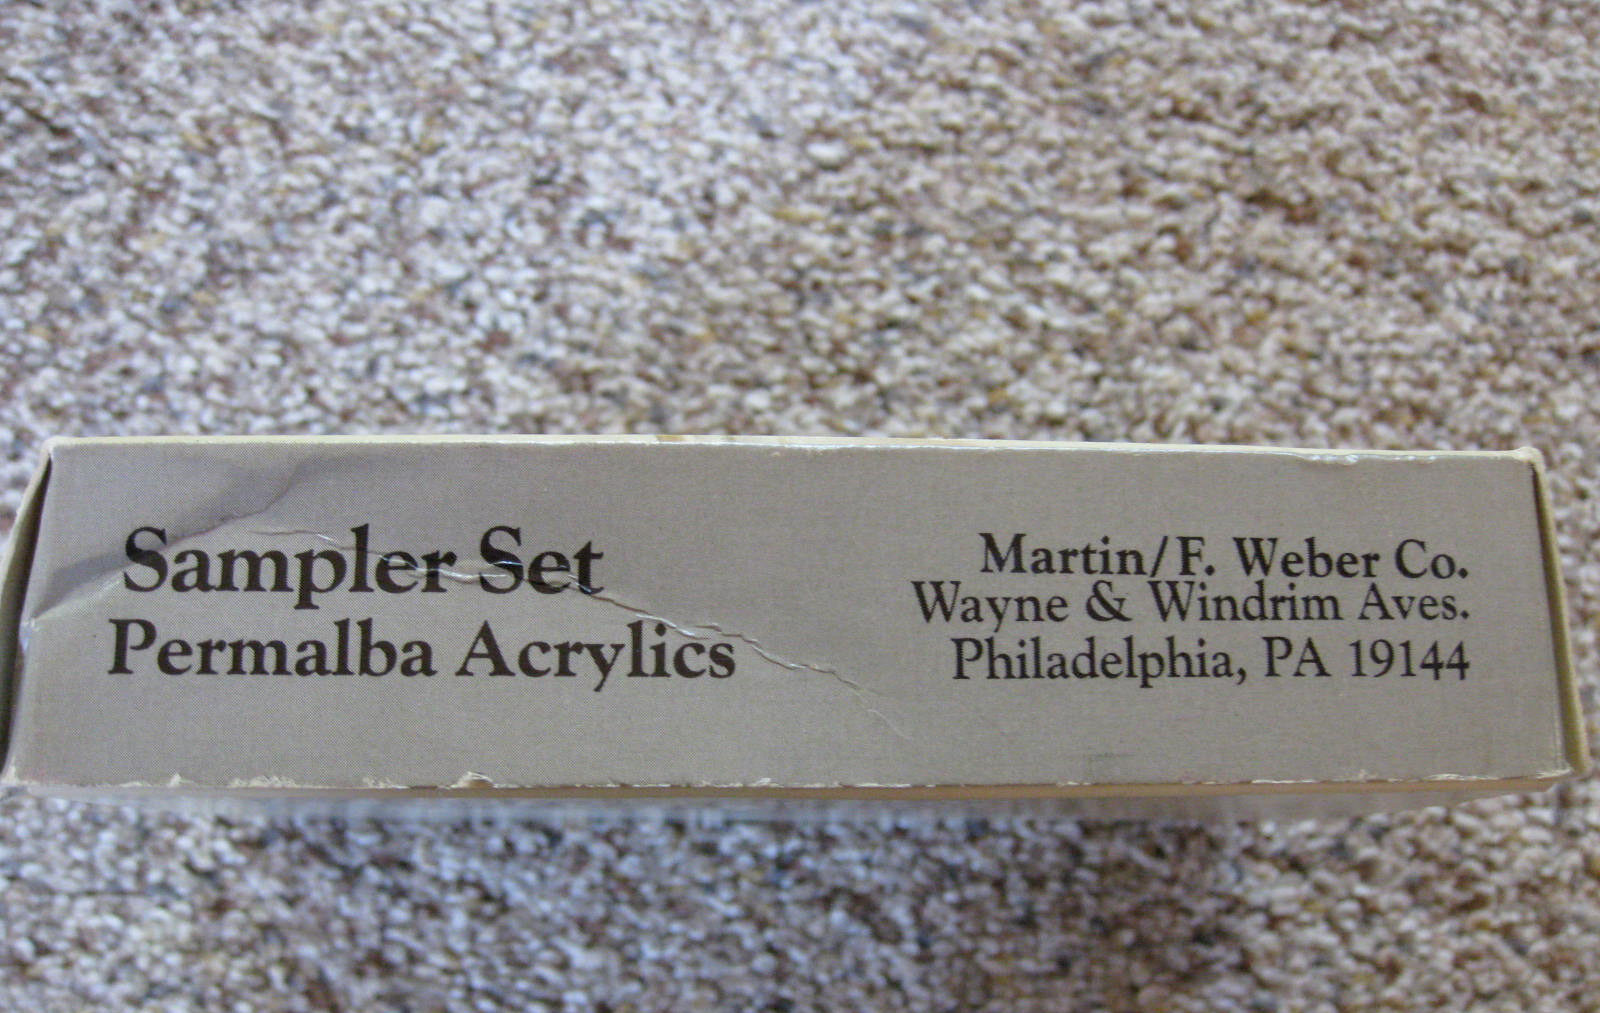 Sampler Set
Permalba Acrylics
Martin/F. Weber Co.
Wayne & Windrim Aves.
Philadelphia, PA 19144